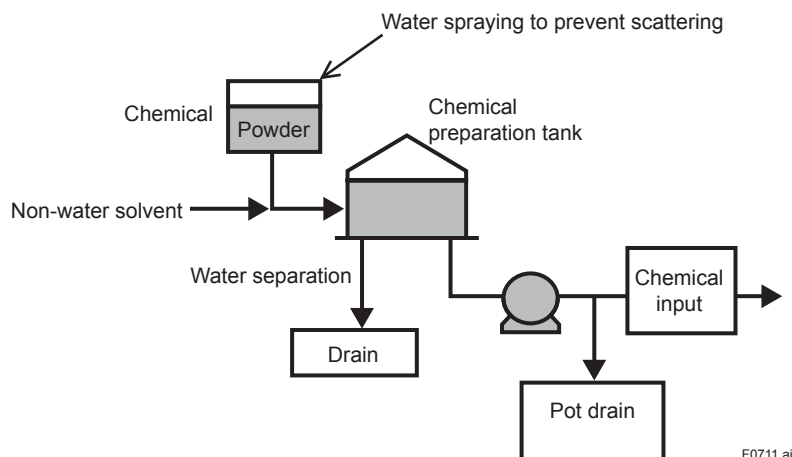 Water spraying to prevent scattering
Chemical
Powder
Chemical
preparation tank
Non-water solvent
Water separation
Chemical
input
Drain
Pot drain
F0711.ai